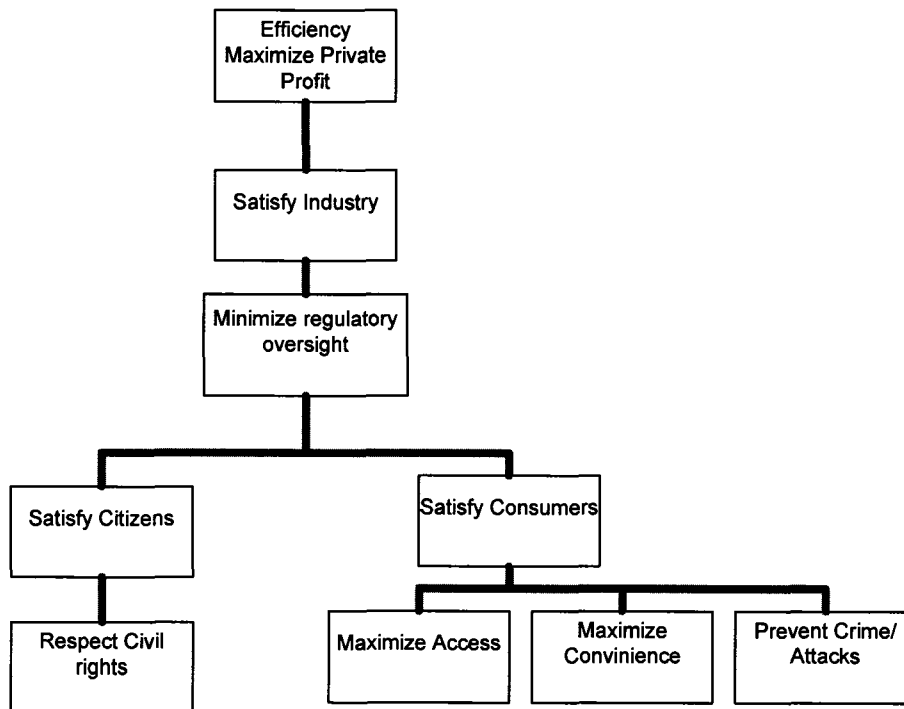 Efficiency
Maximize Private
Profit
Satisfy Industry
Minimize regulatory
oversight
Satisfy Citizens
Satisfy Consumers
Respect Civil
rights
Maximize Access
Maximize
Convinience
Prevent Crime/
Attacks